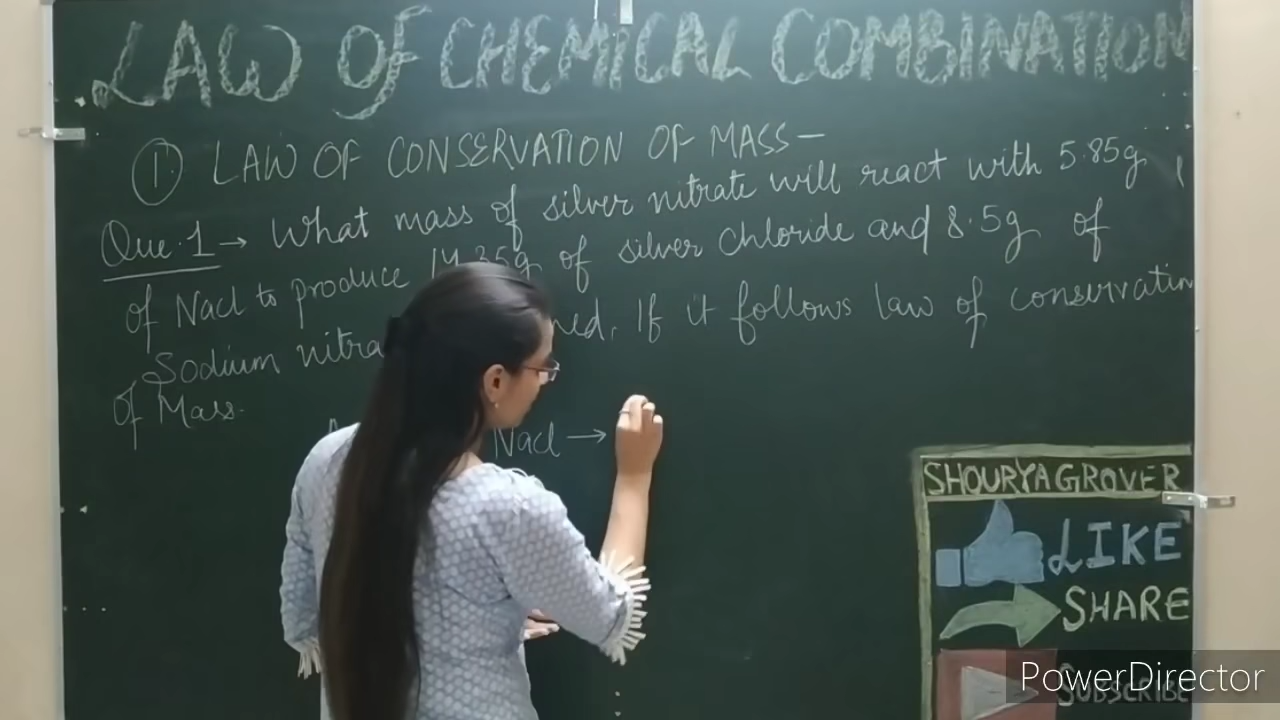 LAW OF CHEMICAL COMBINATION
① LAW OF CONSERVATION OF MASS—
Que.1→ What mass of silver nitrate will react with 5.85g
of Nacl to produce 14.35g of silver chloride and 8.5g of
Sodium If it follows law of conservation
of Mass.
Nacl →
SHOURYA GROVER
LIKE
SHARE
SUBSCRIBE
PowerDirector